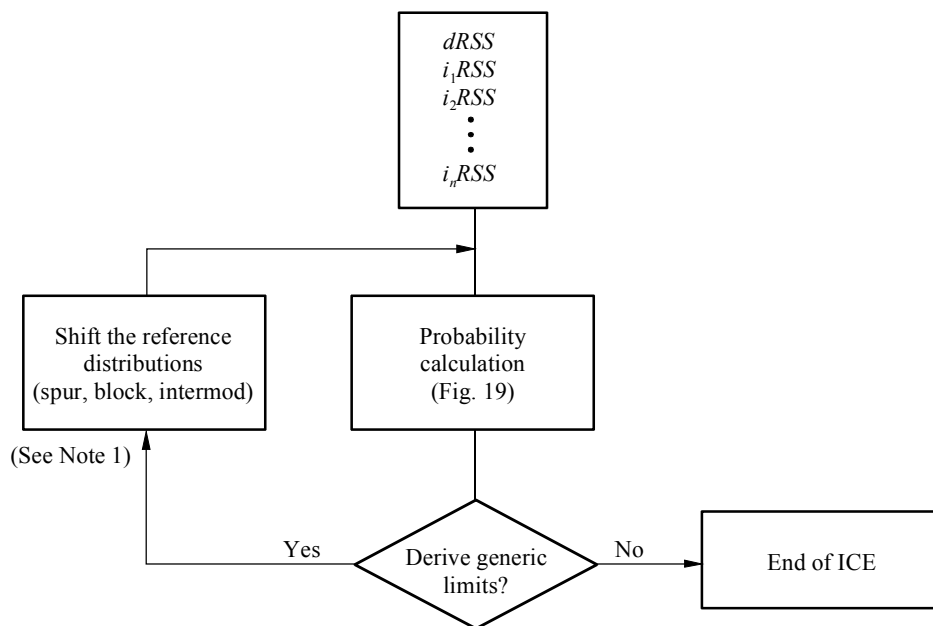 dRSS
i₁RSS
i₂RSS
iₙRSS
Shift the reference
distributions
(spur, block, intermod)
Probability
calculation
(Fig. 19)
(See Note 1)
Yes
Derive generic
limits?
No
End of ICE